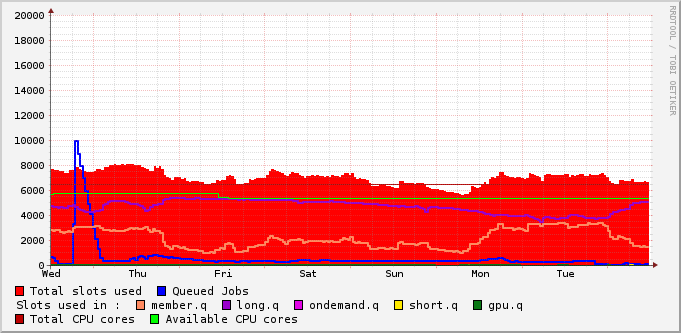 RRDTOOL / TOBI OETIKER
20000
18000
16000
14000
12000
10000
8000
6000
4000
2000
0
Wed Thu Fri Sat Sun Mon Tue
Total slots used Queued Jobs
Slots used in : member.q long.q ondemand.q short.q gpu.q
Total CPU cores Available CPU cores